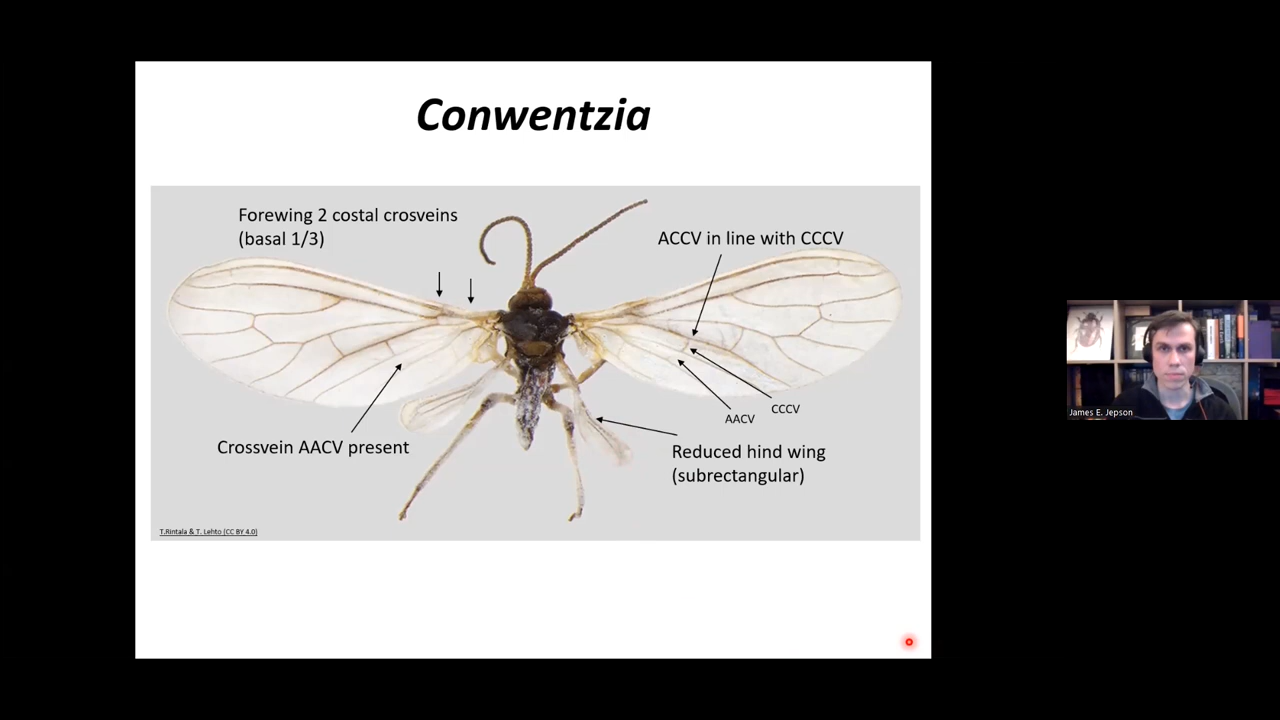 Conwentzia
Forewing 2 costal crosveins
(basal 1/3)
ACCV in line with CCCV
CCCV
AACV
Crossvein AACV present
Reduced hind wing
(subrectangular)
T.Rintala & T. Lehto (CC BY 4.0)
James E. Jepson